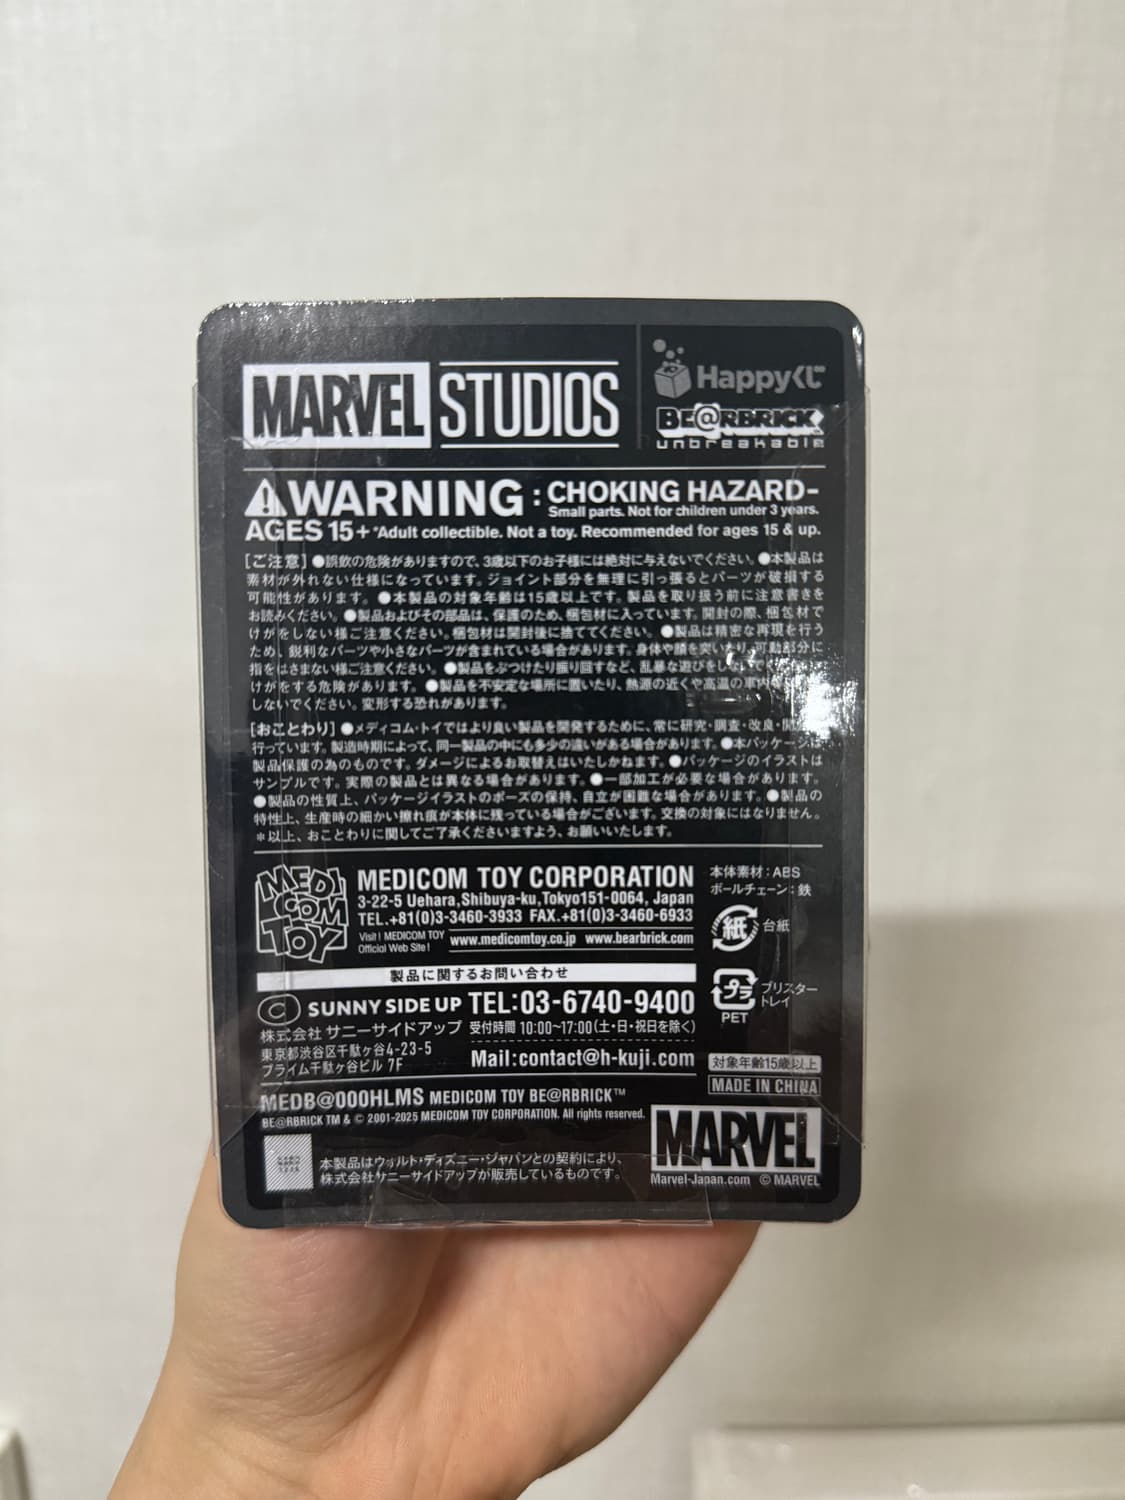 MARVEL STUDIOS
Happyくじ
BE@RBRICK
unbreakable
WARNING : CHOKING HAZARD-
Small parts. Not for children under 3 years.
AGES 15+ *Adult collectible. Not a toy. Recommended for ages 15 & up.
[ご注意] ●誤飲の危険がありますので、3歳以下のお子様には絶対に与えないでください。●本製品は
素材が外れない仕様になっています。ジョイント部分を無理に引っ張るとパーツが破損する
可能性があります。●本製品の対象年齢は15歳以上です。製品を取り扱う前に注意書きを
お読みください。●製品およびその部品は、保護のため、梱包材に入っています。開封の際、梱包材で
けがをしない様ご注意ください。梱包材は開封後に捨ててください。●製品は精密な再現を行う
ため、鋭利なパーツや小さなパーツが含まれている場合があります。身体や顔を突いたり、可動部分に
指をはさまない様ご注意ください。●製品をぶつけたり振り回すなど、乱暴な遊びをしないで
けがをする危険があります。●製品を不安定な場所に置いたり、熱源の近くや高温の車内
しないでください。変形する恐れがあります。
[おことわり] ●メディコム・トイではより良い製品を開発するために、常に研究・調査・改良・
行っています。製造時期によって、同一製品の中にも多少の違いがある場合があります。●本パッケージは
製品保護の為のものです。ダメージによるお取替えはいたしかねます。●パッケージのイラストは
サンプルです。実際の製品とは異なる場合があります。●一部加工が必要な場合があります。
●製品の性質上、パッケージイラストのポーズの保持、自立が困難な場合があります。●製品の
特性上、生産時の細かい擦れ痕が本体に残っている場合がございます。交換の対象にはなりません。
*以上、おことわりに関してご了承くださいますよう、お願いいたします。
MEDICOM TOY
MEDICOM TOY CORPORATION
3-22-5 Uehara,Shibuya-ku,Tokyo151-0064, Japan
TEL.+81(0)3-3460-3933 FAX.+81(0)3-3460-6933
Visit! MEDICOM TOY
Official Web Site!
www.medicomtoy.co.jp www.bearbrick.com
本体素材：ABS
ボールチェーン：鉄
紙 台紙
プラ ブリスター
トレイ
PET
製品に関するお問い合わせ
SUNNY SIDE UP TEL:03-6740-9400
株式会社 サニーサイドアップ 受付時間 10:00~17:00(土・日・祝日を除く)
東京都渋谷区千駄ヶ谷4-23-5
プライム千駄ヶ谷ビル 7F
Mail:contact@h-kuji.com
対象年齢15歳以上
MADE IN CHINA
MEDB@000HLMS MEDICOM TOY BE@RBRICK™
BE@RBRICK TM & © 2001-2025 MEDICOM TOY CORPORATION. All rights reserved.
本製品はウォルト・ディズニー・ジャパンとの契約により、
株式会社サニーサイドアップが販売しているものです。
MARVEL
Marvel-Japan.com © MARVEL